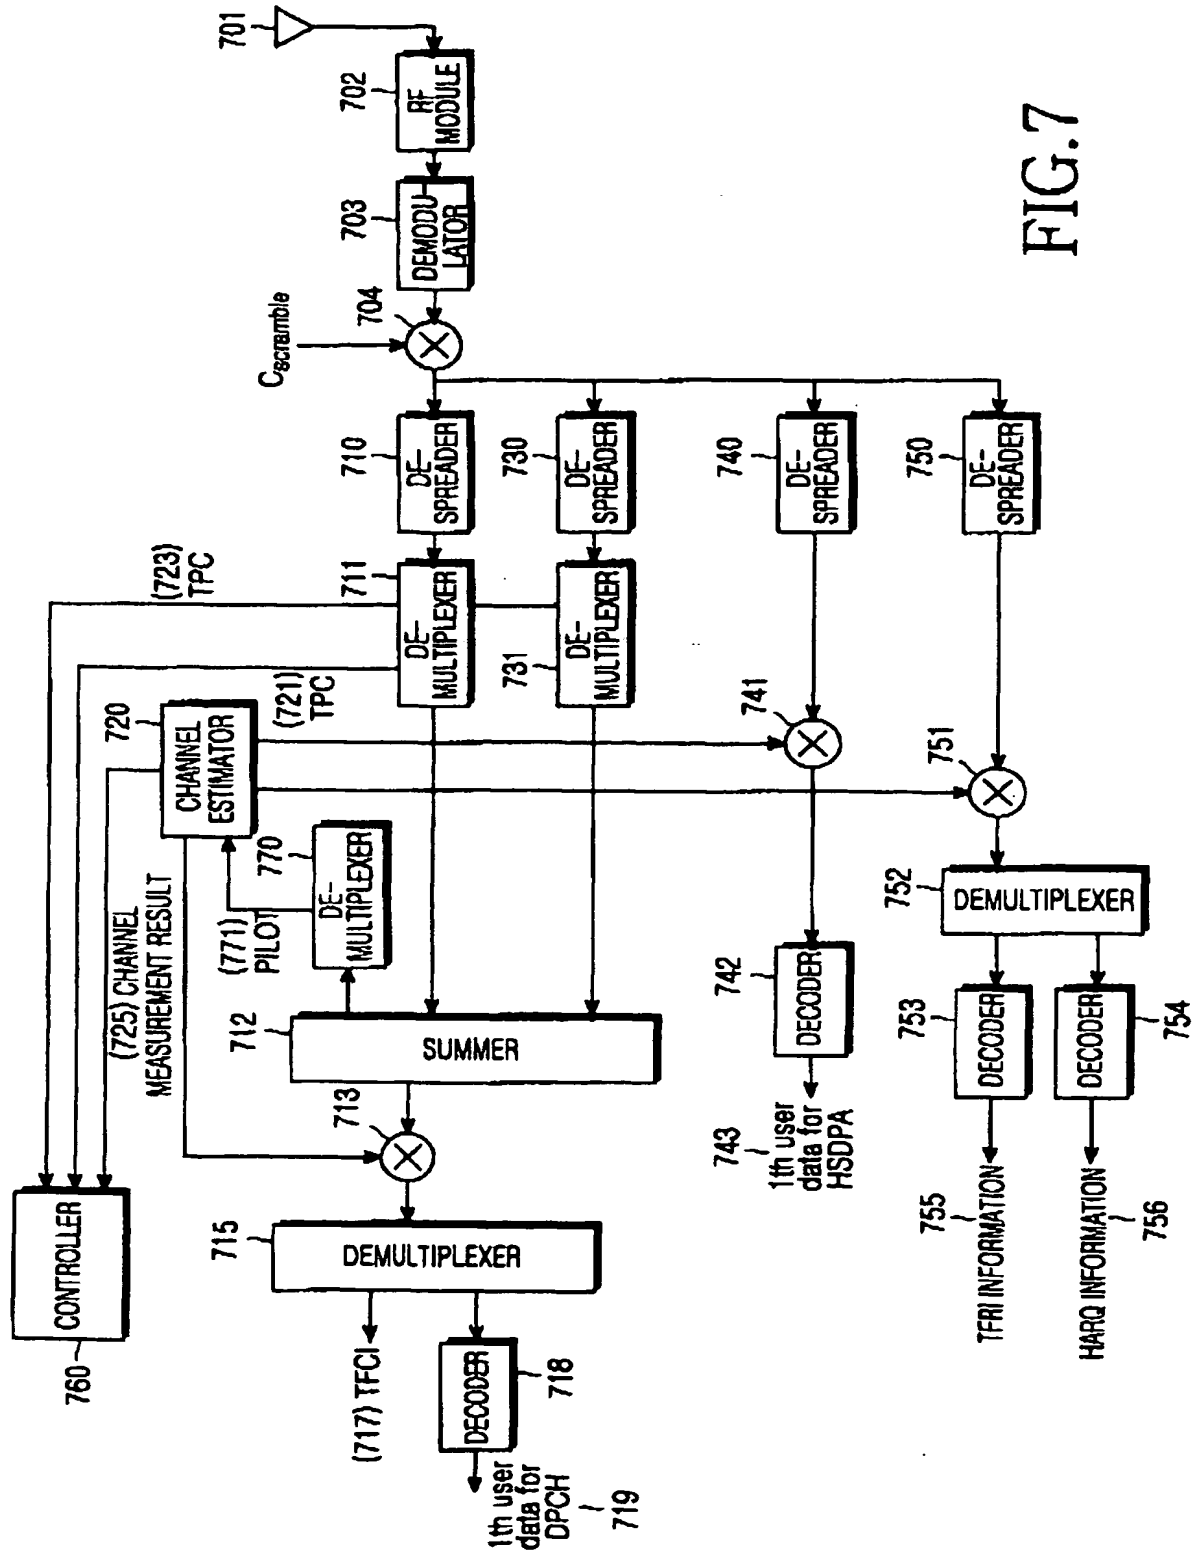 701
702
RF
MODULE
703
DEMODU-
LATOR
704
Cscramble
710
DE-
SPREADER
730
DE-
SPREADER
740
DE-
SPREADER
750
DE-
SPREADER
(723)
TPC
711
DE-
MULTIPLEXER
731
DE-
MULTIPLEXER
(721)
TPC
720
CHANNEL
ESTIMATOR
741
751
770
DE-
MULTIPLEXER
(771)
PILOT
(725) CHANNEL
MEASUREMENT RESULT
712
SUMMER
713
742
DECODER
743
1th user
data for
HSDPA
752
DEMULTIPLEXER
753
DECODER
DECODER
754
755
TFRI INFORMATION
HARQ INFORMATION
756
CONTROLLER
760
715
DEMULTIPLEXER
(717) TFCI
DECODER
718
1th user
data for
DPCH
719
FIG.7